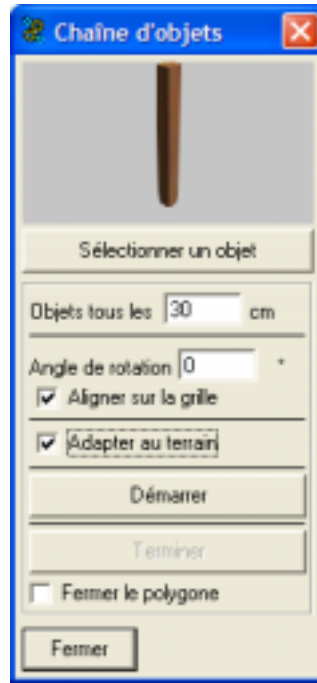 Chaîne d'objets
Sélectionner un objet
Objets tous les 30 cm
Angle de rotation 0 °
Aligner sur la grille
Adapter au terrain
Démarrer
Terminer
Fermer le polygone
Fermer